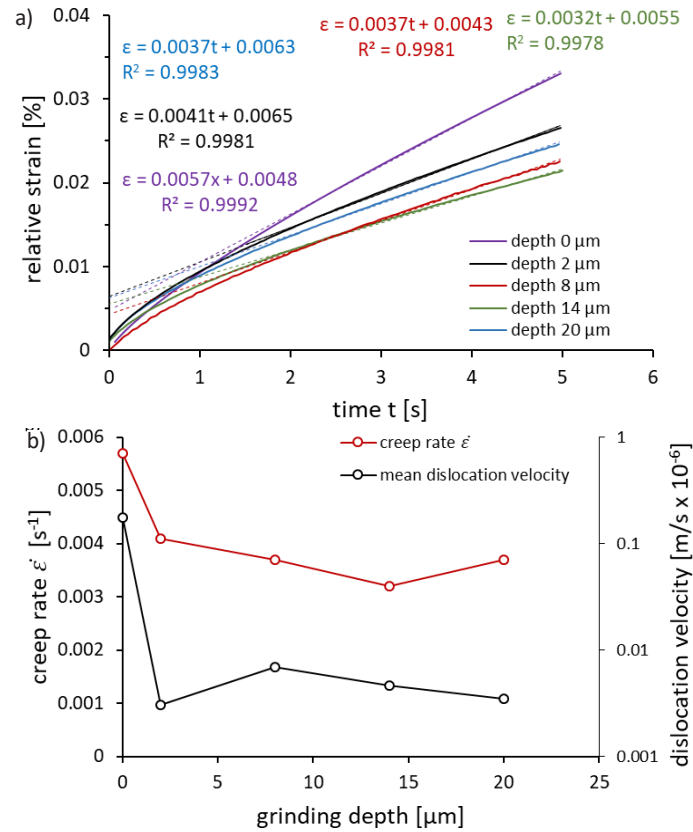 a)
0.04
0.03
0.02
0.01
0
relative strain [%]
ε = 0.0037t + 0.0063
R² = 0.9983
ε = 0.0037t + 0.0043
R² = 0.9981
ε = 0.0032t + 0.0055
R² = 0.9978
ε = 0.0041t + 0.0065
R² = 0.9981
ε = 0.0057x + 0.0048
R² = 0.9992
depth 0 µm
depth 2 µm
depth 8 µm
depth 14 µm
depth 20 µm
0 1 2 3 4 5 6
time t [s]
b)
0.006
0.005
0.004
0.003
0.002
0.001
0
creep rate ε̇ [s⁻¹]
creep rate ε̇
mean dislocation velocity
1
0.1
0.01
0.001
dislocation velocity [m/s x 10⁻⁶]
0 5 10 15 20 25
grinding depth [µm]